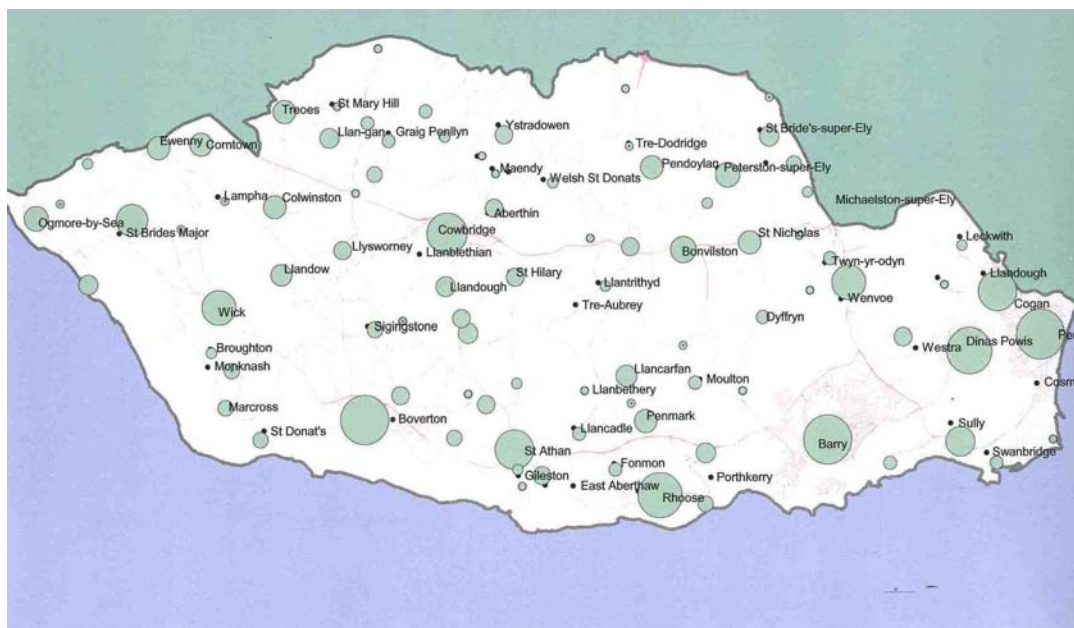 St Mary Hill
Treoes
Llan-gan
Graig Penllyn
Ystradowen
St Bride's-super-Ely
Ewenny
Corntown
Tre-Dodridge
Pendoylan
Peterston-super-Ely
Maendy
Welsh St Donats
Lampha
Colwinston
Michaelston-super-Ely
Aberthin
Ogmore-by-Sea
St Brides Major
Cowbridge
St Nicholas
Leckwith
Llysworney
Llanblethian
Bonvilston
Twyn-yr-odyn
Llandow
St Hilary
Llandough
Llandough
Llantrithyd
Wenvoe
Cogan
Tre-Aubrey
Wick
Dyffryn
Sigingstone
Dinas Powis
Broughton
Westra
Monknash
Llancarfan
Moulton
Llanbethery
Marcross
Boverton
Penmark
St Donat's
Llancadle
Barry
Sully
St Athan
Swanbridge
Fonmon
Gileston
Porthkerry
East Aberthaw
Rhoose